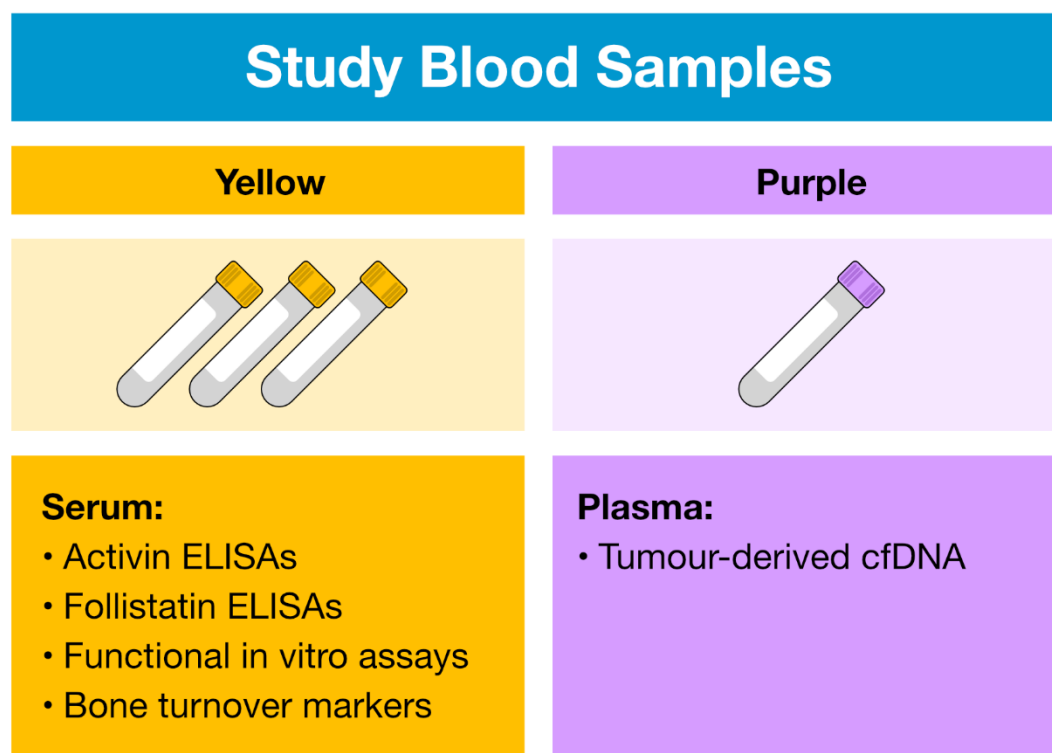 Study Blood Samples
Yellow
Purple
Serum:
• Activin ELISAs
• Follistatin ELISAs
• Functional in vitro assays
• Bone turnover markers
Plasma:
• Tumour-derived cfDNA